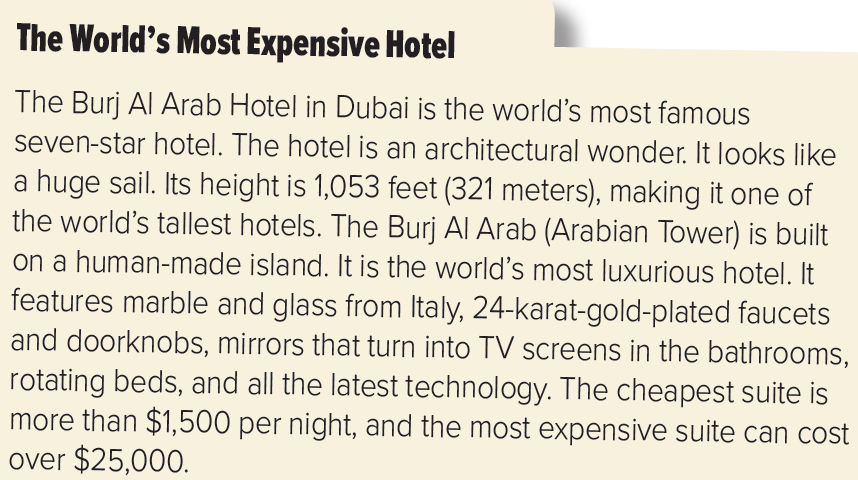 The World's Most Expensive Hotel
The Burj Al Arab Hotel in Dubai is the world's most famous
seven-star hotel. The hotel is an architectural wonder. It looks like
a huge sail. Its height is 1,053 feet (321 meters), making it one of
the world's tallest hotels. The Burj Al Arab (Arabian Tower) is built
on a human-made island. It is the world's most luxurious hotel. It
features marble and glass from Italy, 24-karat-gold-plated faucets
and doorknobs, mirrors that turn into TV screens in the bathrooms,
rotating beds, and all the latest technology. The cheapest suite is
more than $1,500 per night, and the most expensive suite can cost
over $25,000.